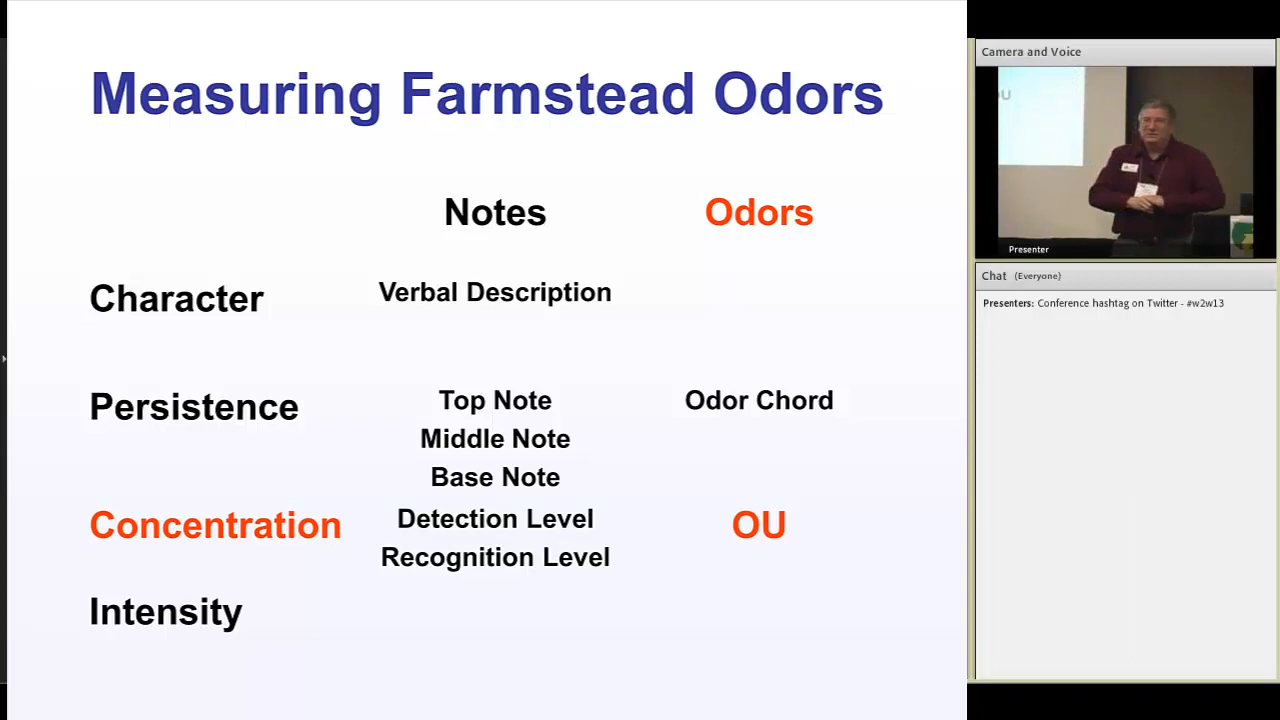 Measuring Farmstead Odors
Notes Odors
Character Verbal Description
Persistence Top Note Odor Chord
Middle Note
Base Note
Concentration Detection Level OU
Recognition Level
Intensity
Camera and Voice
OU
Presenter
Chat (Everyone)
Presenters: Conference hashtag on Twitter - #w2w13